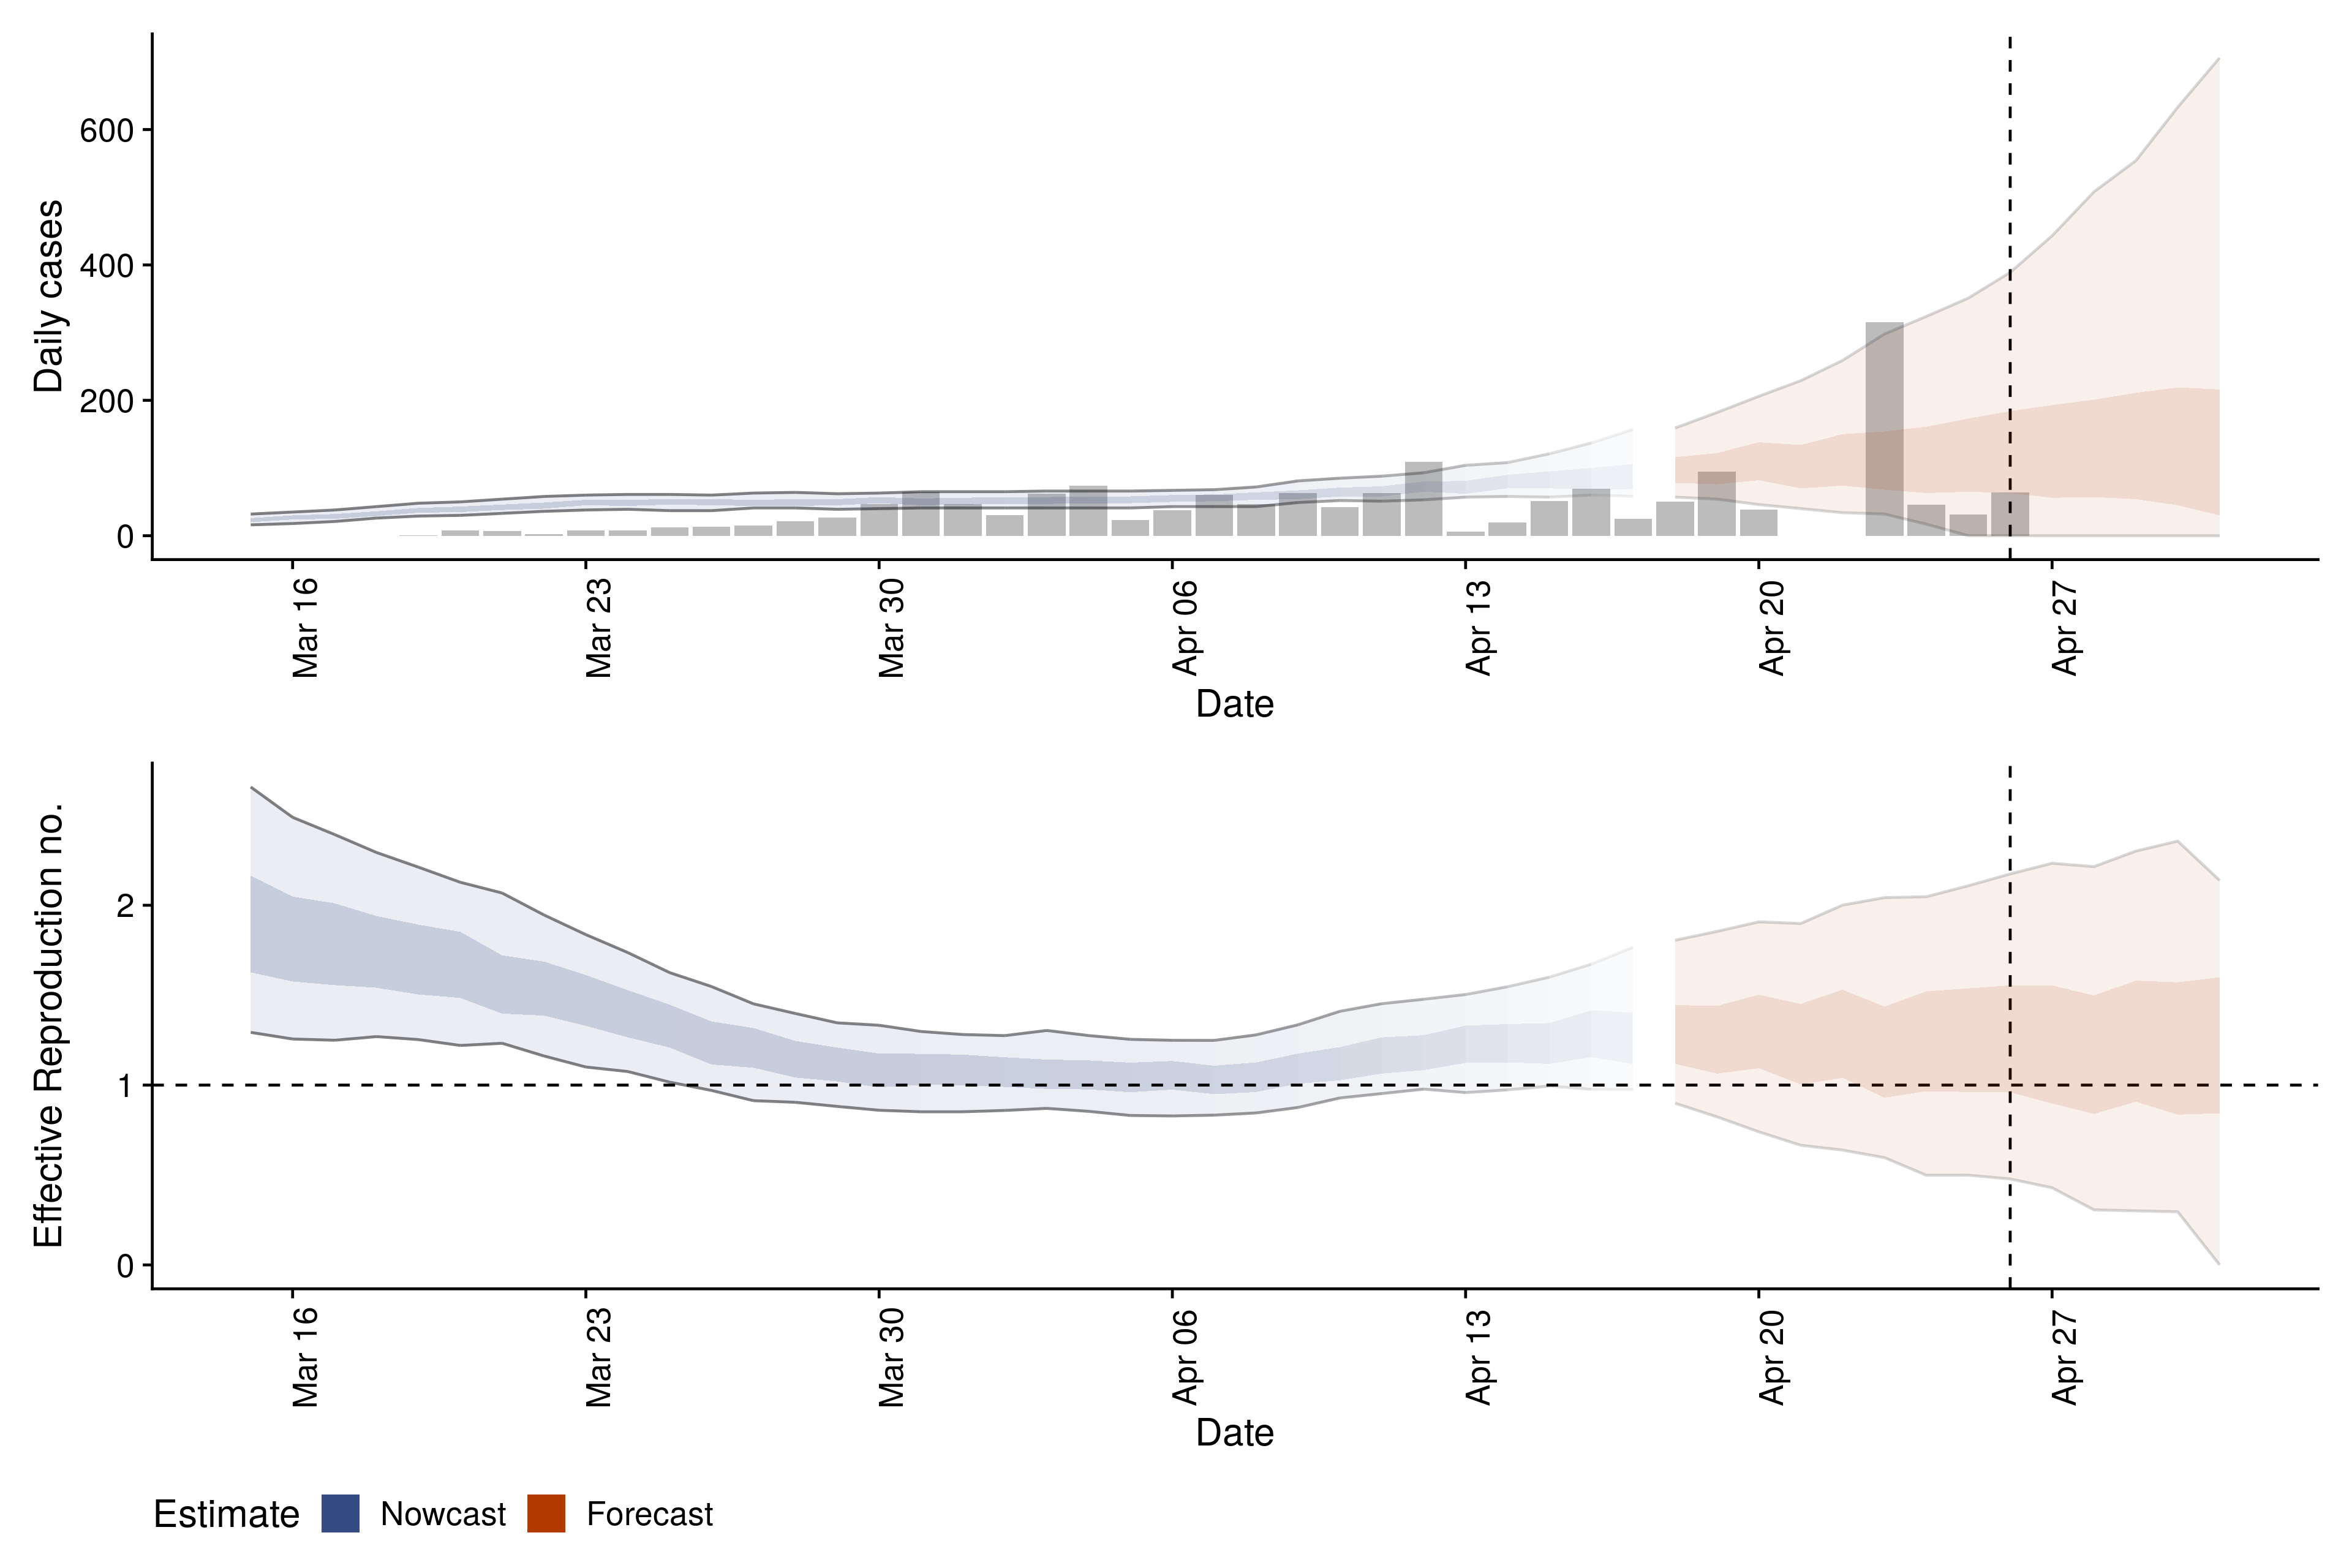 Daily cases
600
400
200
0
Mar 16
Mar 23
Mar 30
Apr 06
Apr 13
Apr 20
Apr 27
Date
Effective Reproduction no.
2
1
0
Mar 16
Mar 23
Mar 30
Apr 06
Apr 13
Apr 20
Apr 27
Date
Estimate Nowcast Forecast